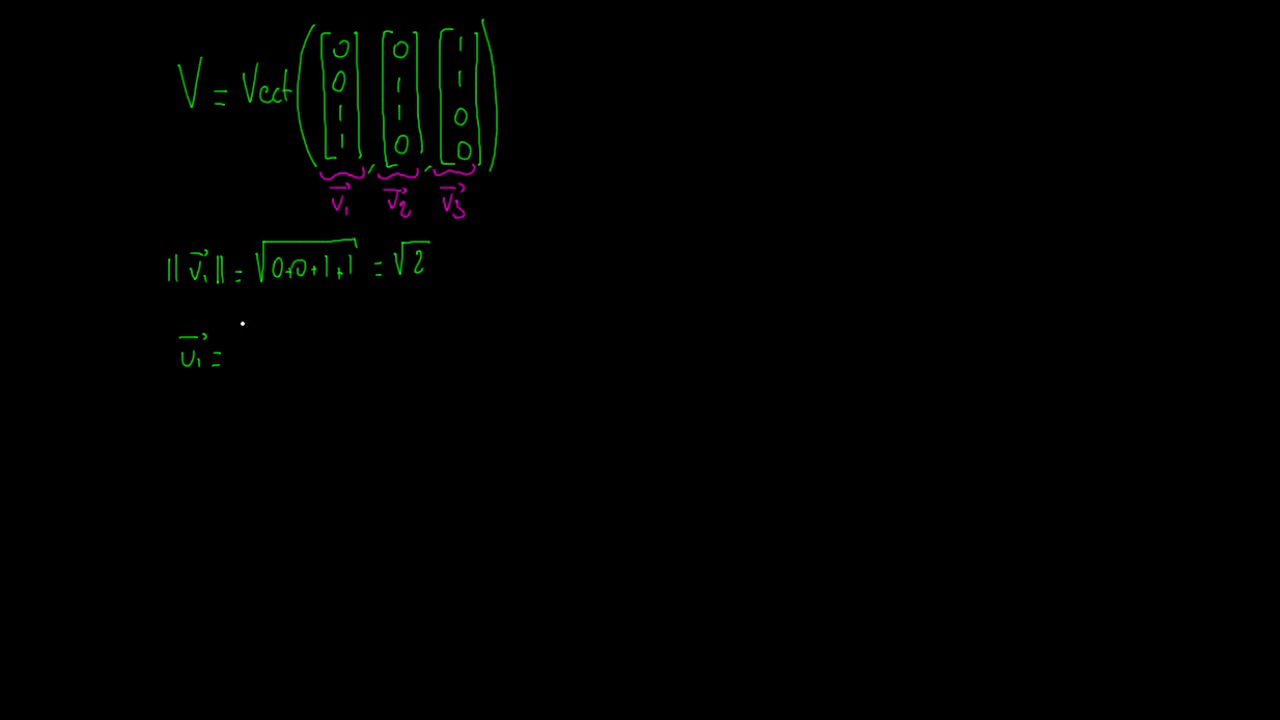 V = Vect([0 0 1 1], [0 1 1 0], [1 1 0 0])
v⃗1 v⃗2 v⃗3
||v⃗1|| = √(0+0+1+1) = √2
u⃗1 =